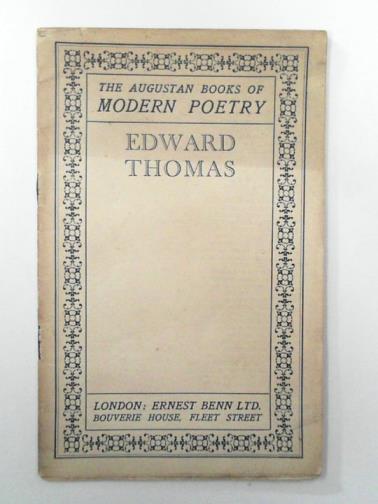 THE AUGUSTAN BOOKS OF
MODERN POETRY
EDWARD
THOMAS
LONDON: ERNEST BENN LTD.
BOUVERIE HOUSE, FLEET STREET